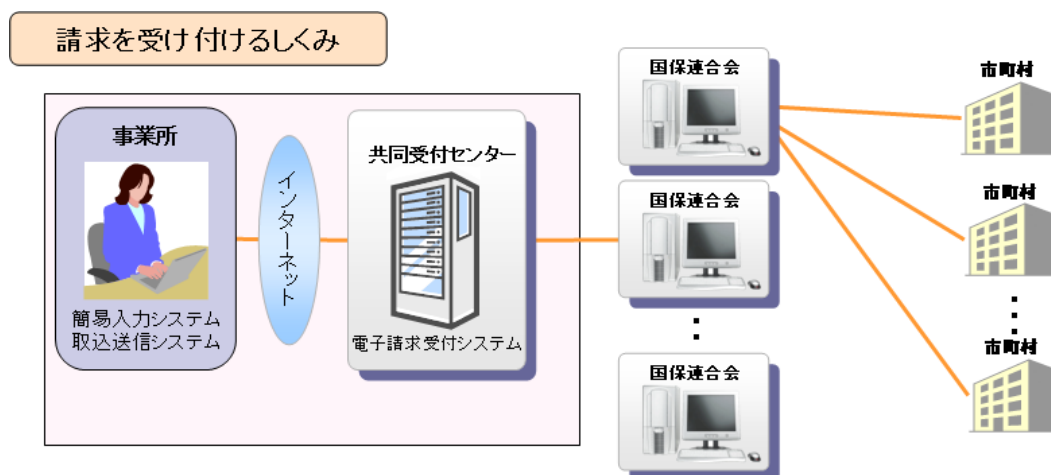 請求を受け付けるしくみ
事業所
簡易入力システム
取込送信システム
インターネット
共同受付センター
電子請求受付システム
国保連合会
国保連合会
国保連合会
市町村
市町村
市町村